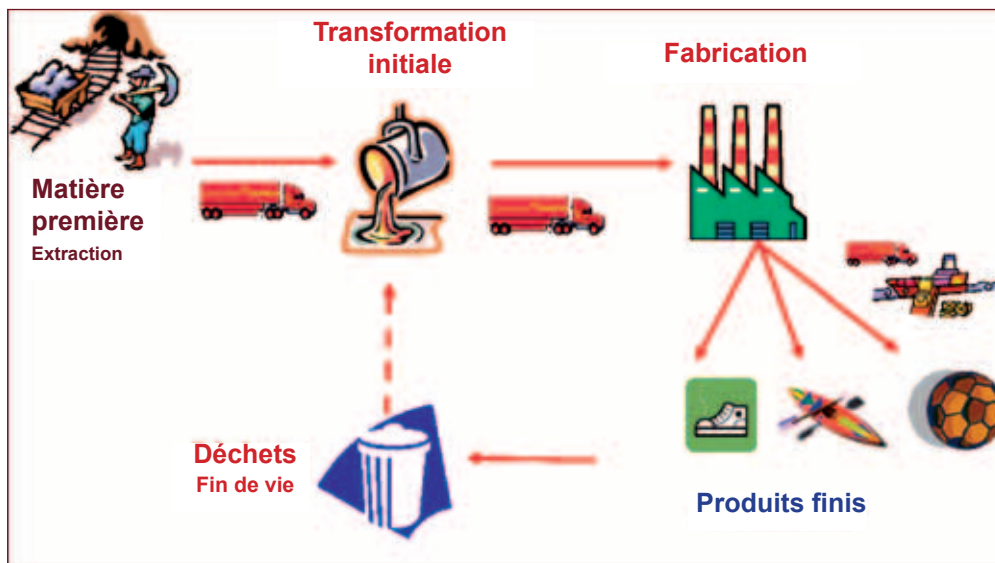 Transformation
initiale
Fabrication
Matière
première
Extraction
Déchets
Fin de vie
Produits finis